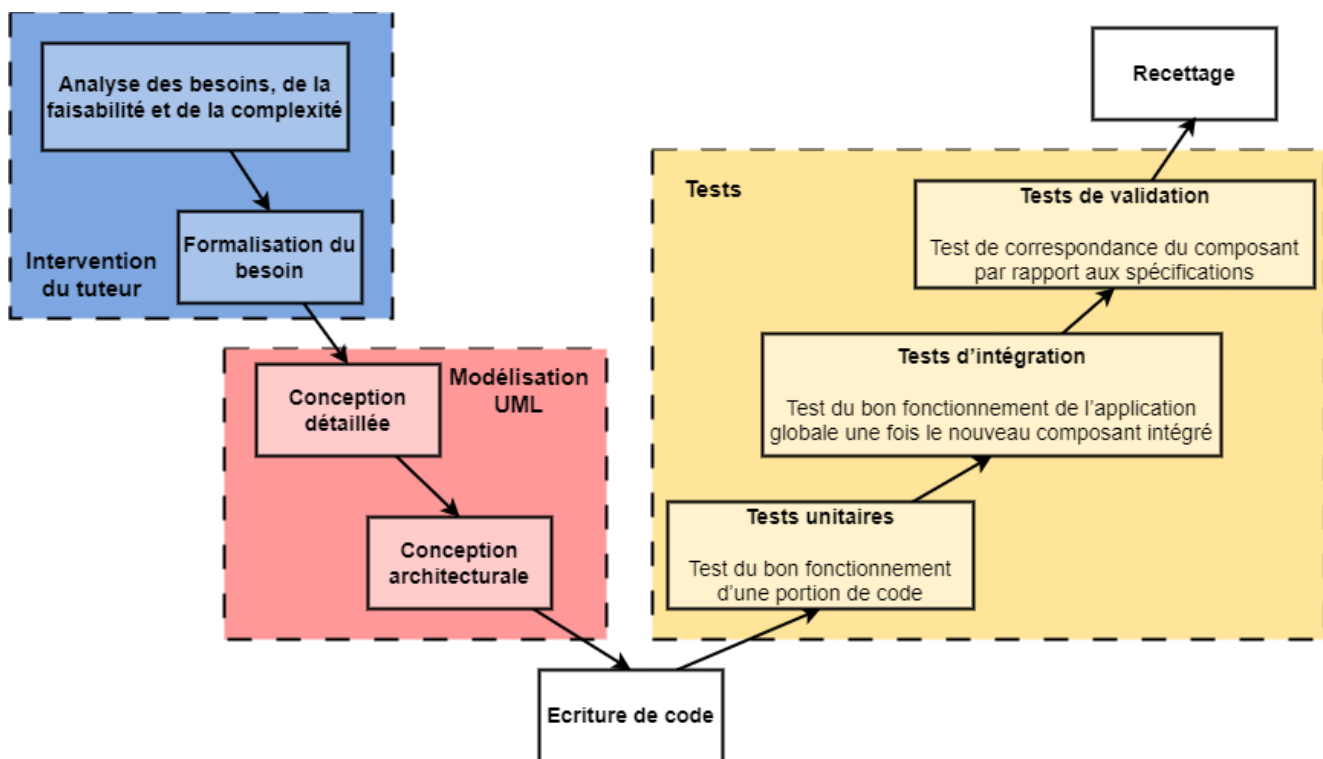 Analyse des besoins, de la
faisabilité et de la complexité
Formalisation du
besoin
Intervention
du tuteur
Conception
détaillée
Modélisation
UML
Conception
architecturale
Ecriture de code
Tests
Tests unitaires
Test du bon fonctionnement
d'une portion de code
Tests d'intégration
Test du bon fonctionnement de l'application
globale une fois le nouveau composant intégré
Tests de validation
Test de correspondance du composant
par rapport aux spécifications
Recettage